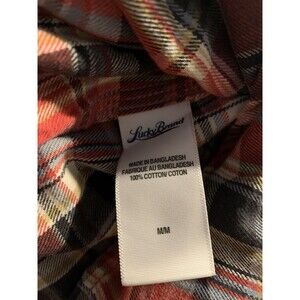 Lucky Brand
MADE IN BANGLADESH
FABRIQUE AU BANGLADESH
100% COTTON/ COTON
M/M